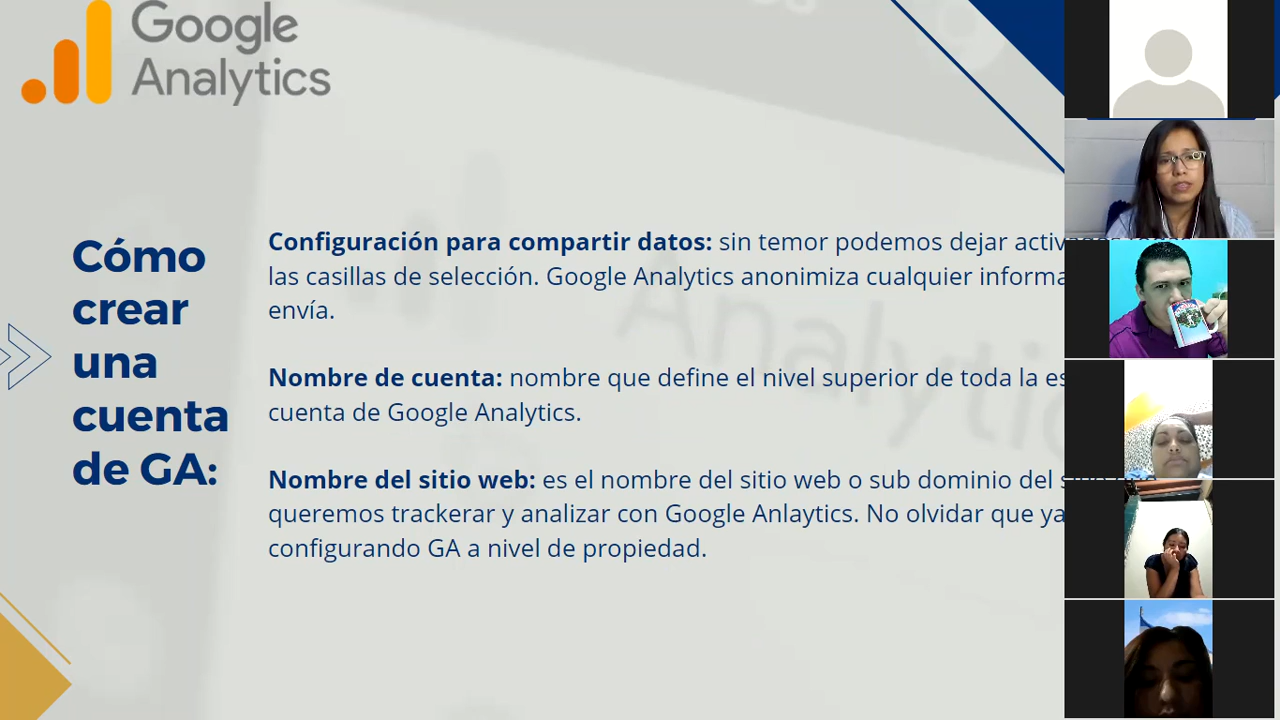 Google
Analytics
Cómo
crear
una
cuenta
de GA:
Configuración para compartir datos: sin temor podemos dejar
las casillas de selección. Google Analytics anonimiza cualquier
envía.
Nombre de cuenta: nombre que define el nivel superior de toda la
cuenta de Google Analytics.
Nombre del sitio web: es el nombre del sitio web o sub dominio del
queremos trackerar y analizar con Google Anlaytics. No olvidar que ya
configurando GA a nivel de propiedad.